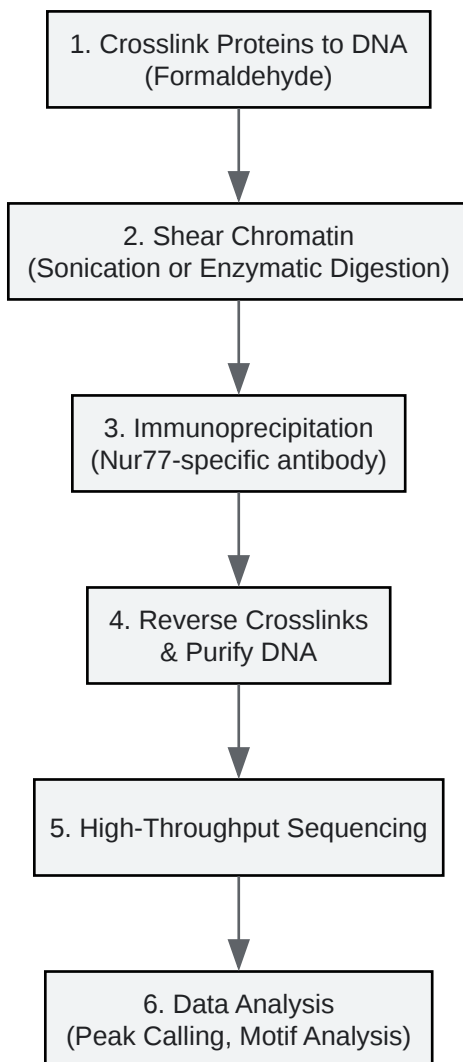 1. Crosslink Proteins to DNA
(Formaldehyde)
2. Shear Chromatin
(Sonication or Enzymatic Digestion)
3. Immunoprecipitation
(Nur77-specific antibody)
4. Reverse Crosslinks
& Purify DNA
5. High-Throughput Sequencing
6. Data Analysis
(Peak Calling, Motif Analysis)